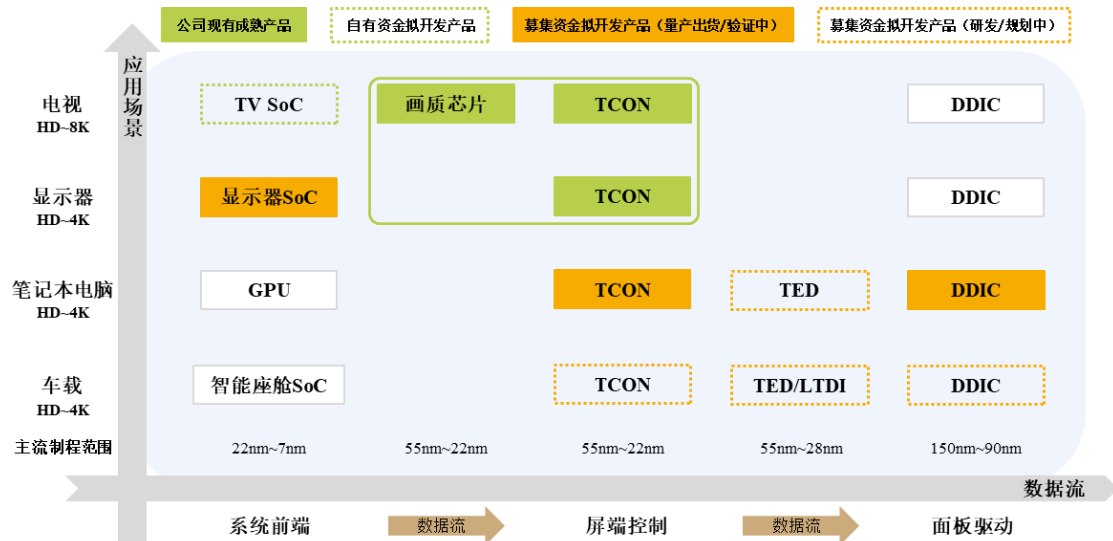 公司现有成熟产品
自有资金拟开发产品
募集资金拟开发产品（量产出货/验证中）
募集资金拟开发产品（研发/规划中）
应用场景
电视
HD~8K
TV SoC
画质芯片
TCON
DDIC
显示器
HD~4K
显示器SoC
TCON
DDIC
笔记本电脑
HD~4K
GPU
TCON
TED
DDIC
车载
HD~4K
智能座舱SoC
TCON
TED/LTDI
DDIC
主流制程范围
22nm~7nm
55nm~22nm
55nm~22nm
55nm~28nm
150nm~90nm
数据流
系统前端
数据流
屏端控制
数据流
面板驱动